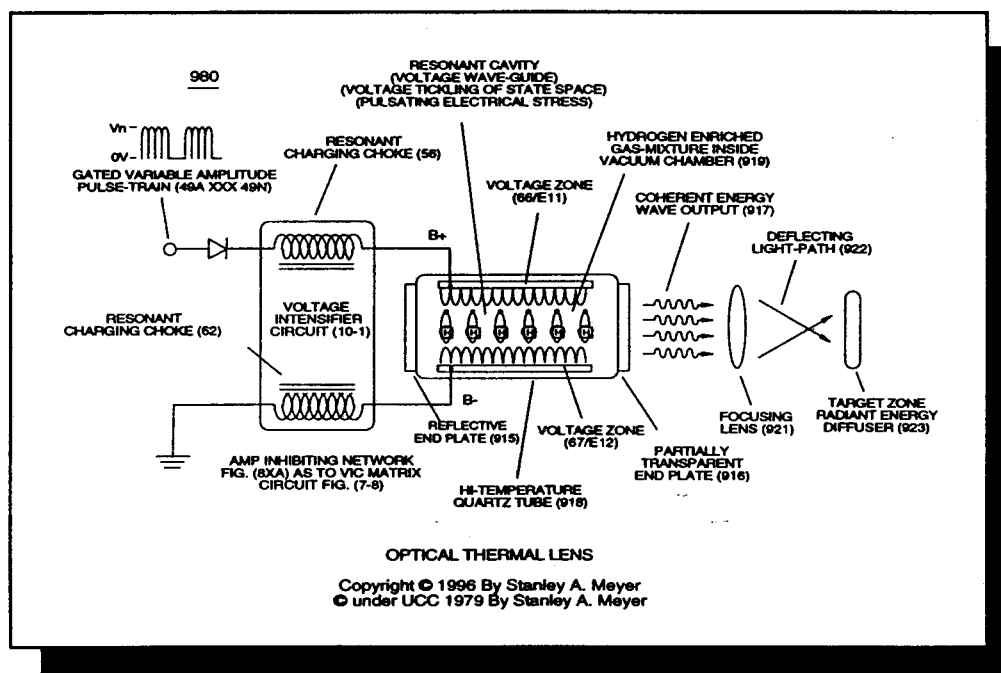 980
Vn
0V
GATED VARIABLE AMPLITUDE
PULSE-TRAIN (49A XXX 49N)
RESONANT
CHARGING CHOKE (56)
RESONANT CAVITY
(VOLTAGE WAVE-GUIDE)
(VOLTAGE TICKLING OF STATE SPACE)
(PULSATING ELECTRICAL STRESS)
HYDROGEN ENRICHED
GAS-MIXTURE INSIDE
VACUUM CHAMBER (919)
VOLTAGE ZONE
(66/E11)
COHERENT ENERGY
WAVE OUTPUT (917)
DEFLECTING
LIGHT-PATH (922)
B+
VOLTAGE
INTENSIFIER
CIRCUIT (10-1)
RESONANT
CHARGING CHOKE (62)
H H H H H H
B-
REFLECTIVE
END PLATE (915)
VOLTAGE ZONE
(67/E12)
FOCUSING
LENS (921)
TARGET ZONE
RADIANT ENERGY
DIFFUSER (923)
AMP INHIBITING NETWORK
FIG. (8XA) AS TO VIC MATRIX
CIRCUIT FIG. (7-8)
HI-TEMPERATURE
QUARTZ TUBE (918)
PARTIALLY
TRANSPARENT
END PLATE (916)
OPTICAL THERMAL LENS
Copyright © 1996 By Stanley A. Meyer
© under UCC 1979 By Stanley A. Meyer